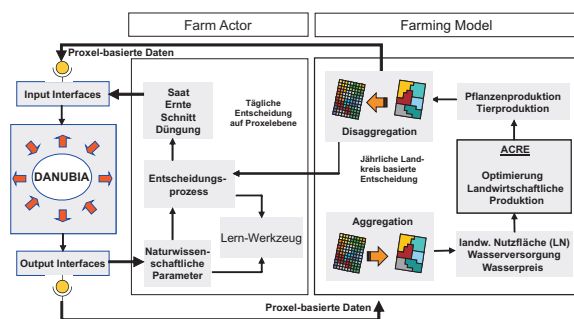 Farm Actor
Farming Model
Proxel-basierte Daten
Input Interfaces
DANUBIA
Output Interfaces
Saat
Ernte
Schnitt
Düngung
Tägliche
Entscheidung
auf Proxelebene
Entscheidungs-
prozess
Lern-Werkzeug
Naturwissen-
schaftliche
Parameter
Disaggregation
Jährliche Land-
kreis basierte
Entscheidung
Aggregation
Pflanzenproduktion
Tierproduktion
ACRE
Optimierung
Landwirtschaftliche
Produktion
landw. Nutzfläche (LN)
Wasserversorgung
Wasserpreis
Proxel-basierte Daten